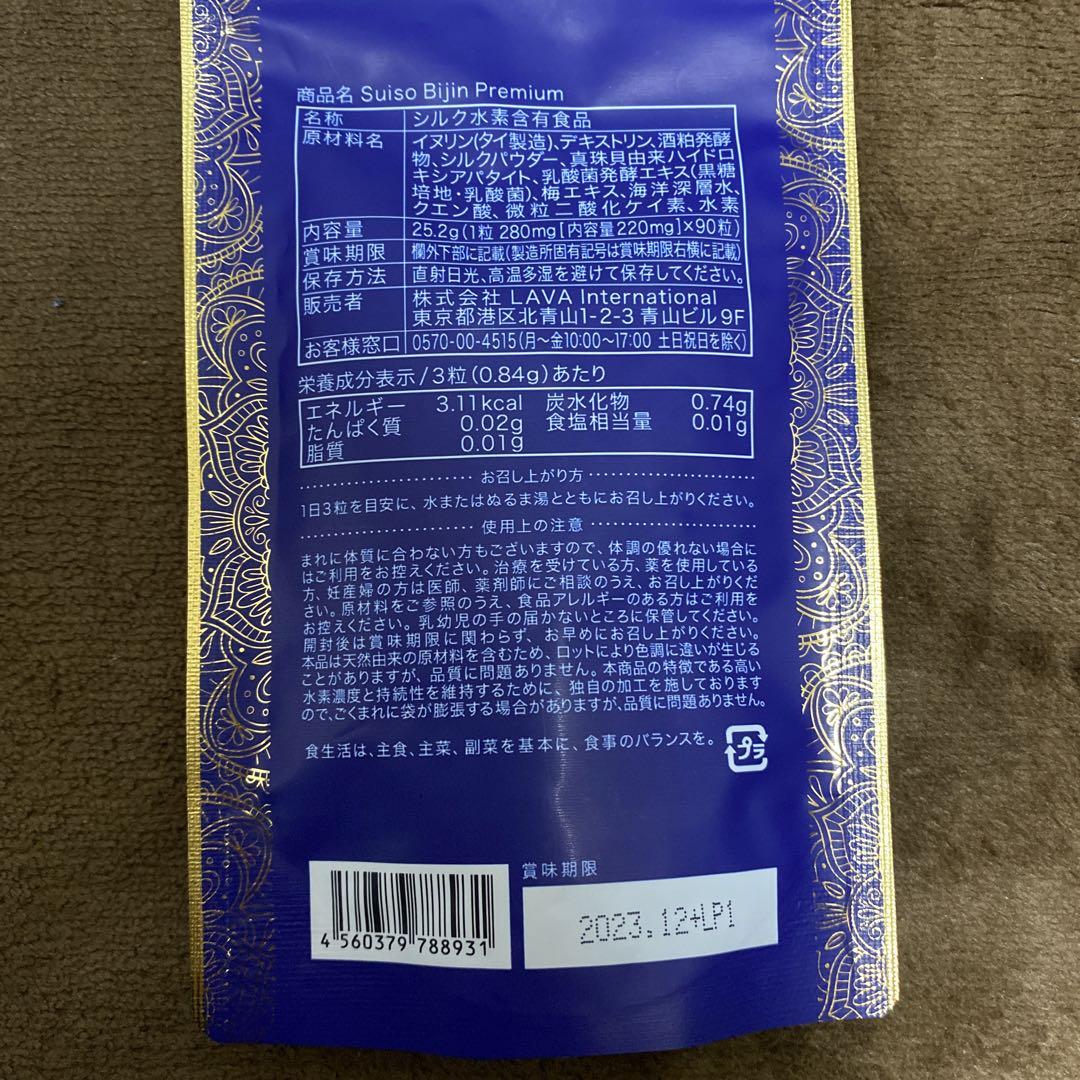 商品名 Suiso Bijin Premium
名称 シルク水素含有食品
原材料名 イヌリン(タイ製造)、デキストリン、酒粕発酵
物、シルクパウダー、真珠貝由来ハイドロ
キシアパタイト、乳酸菌発酵エキス(黒糖
培地・乳酸菌)、梅エキス、海洋深層水、
クエン酸、微粒二酸化ケイ素、水素
内容量 25.2g(1粒 280mg[内容量220mg]×90粒)
賞味期限 欄外下部に記載(製造所固有記号は賞味期限右横に記載)
保存方法 直射日光、高温多湿を避けて保存してください。
販売者 株式会社 LAVA International
東京都港区北青山1-2-3 青山ビル9F
お客様窓口 0570-00-4515(月〜金10:00〜17:00 土日祝日を除く)
栄養成分表示/3粒(0.84g)あたり
エネルギー 3.11kcal 炭水化物 0.74g
たんぱく質 0.02g 食塩相当量 0.01g
脂質 0.01g
お召し上がり方
1日3粒を目安に、水またはぬるま湯とともにお召し上がりください。
使用上の注意
まれに体質に合わない方もございますので、体調の優れない場合に
はご利用をお控えください。治療を受けている方、薬を使用している
方、妊産婦の方は医師、薬剤師にご相談のうえ、お召し上がりくだ
さい。原材料をご参照のうえ、食品アレルギーのある方はご利用を
お控えください。乳幼児の手の届かないところに保管してください。
開封後は賞味期限に関わらず、お早めにお召し上がりください。
本品は天然由来の原材料を含むため、ロットにより色調に違いが生じる
ことがありますが、品質に問題ありません。本商品の特徴である高い
水素濃度と持続性を維持するために、独自の加工を施しております
ので、ごくまれに袋が膨張する場合がありますが、品質に問題ありません。
食生活は、主食、主菜、副菜を基本に、食事のバランスを。
プラ
賞味期限
2023.12+LP1
4 560379 788931